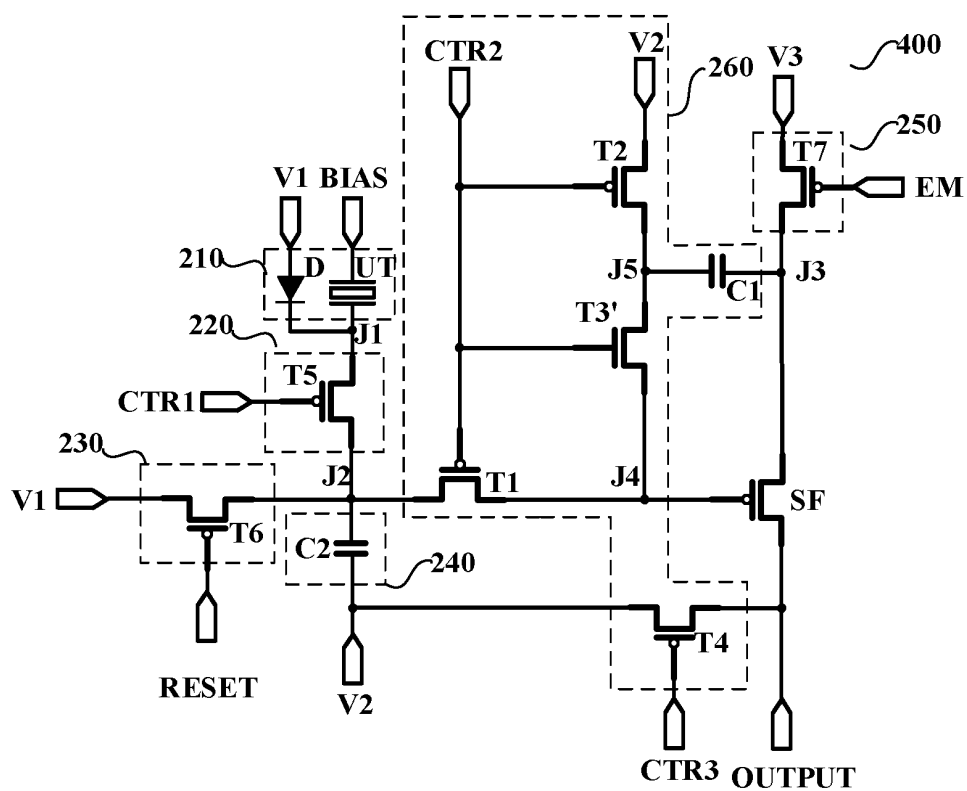 400
CTR2
V2
260
V3
250
T2
T7
V1 BIAS
EM
210
D
UT
J5
C1
J3
J1
T3'
220
T5
CTR1
230
J2
T1
J4
V1
SF
T6
C2
240
T4
RESET
V2
CTR3
OUTPUT